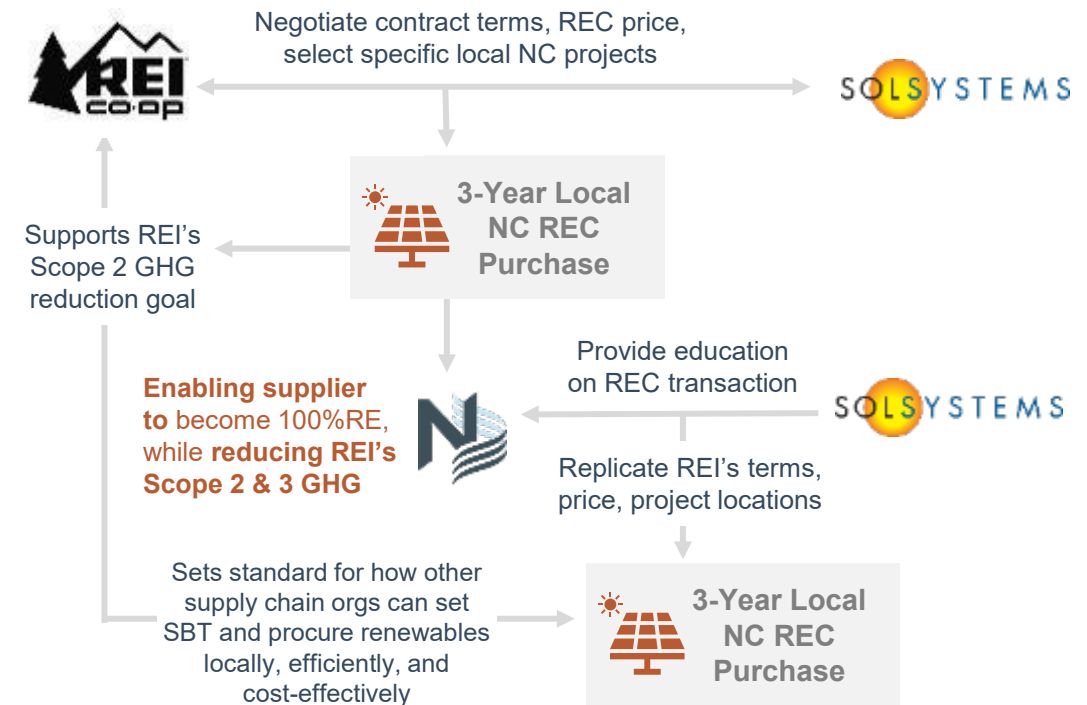 Negotiate contract terms, REC price,
select specific local NC projects
REI
co·op
SOLSYSTEMS
3-Year Local
NC REC
Purchase
Supports REI's
Scope 2 GHG
reduction goal
Enabling supplier
to become 100%RE,
while reducing REI's
Scope 2 & 3 GHG
N
Provide education
on REC transaction
SOLSYSTEMS
Replicate REI's terms,
price, project locations
Sets standard for how other
supply chain orgs can set
SBT and procure renewables
locally, efficiently, and
cost-effectively
3-Year Local
NC REC
Purchase